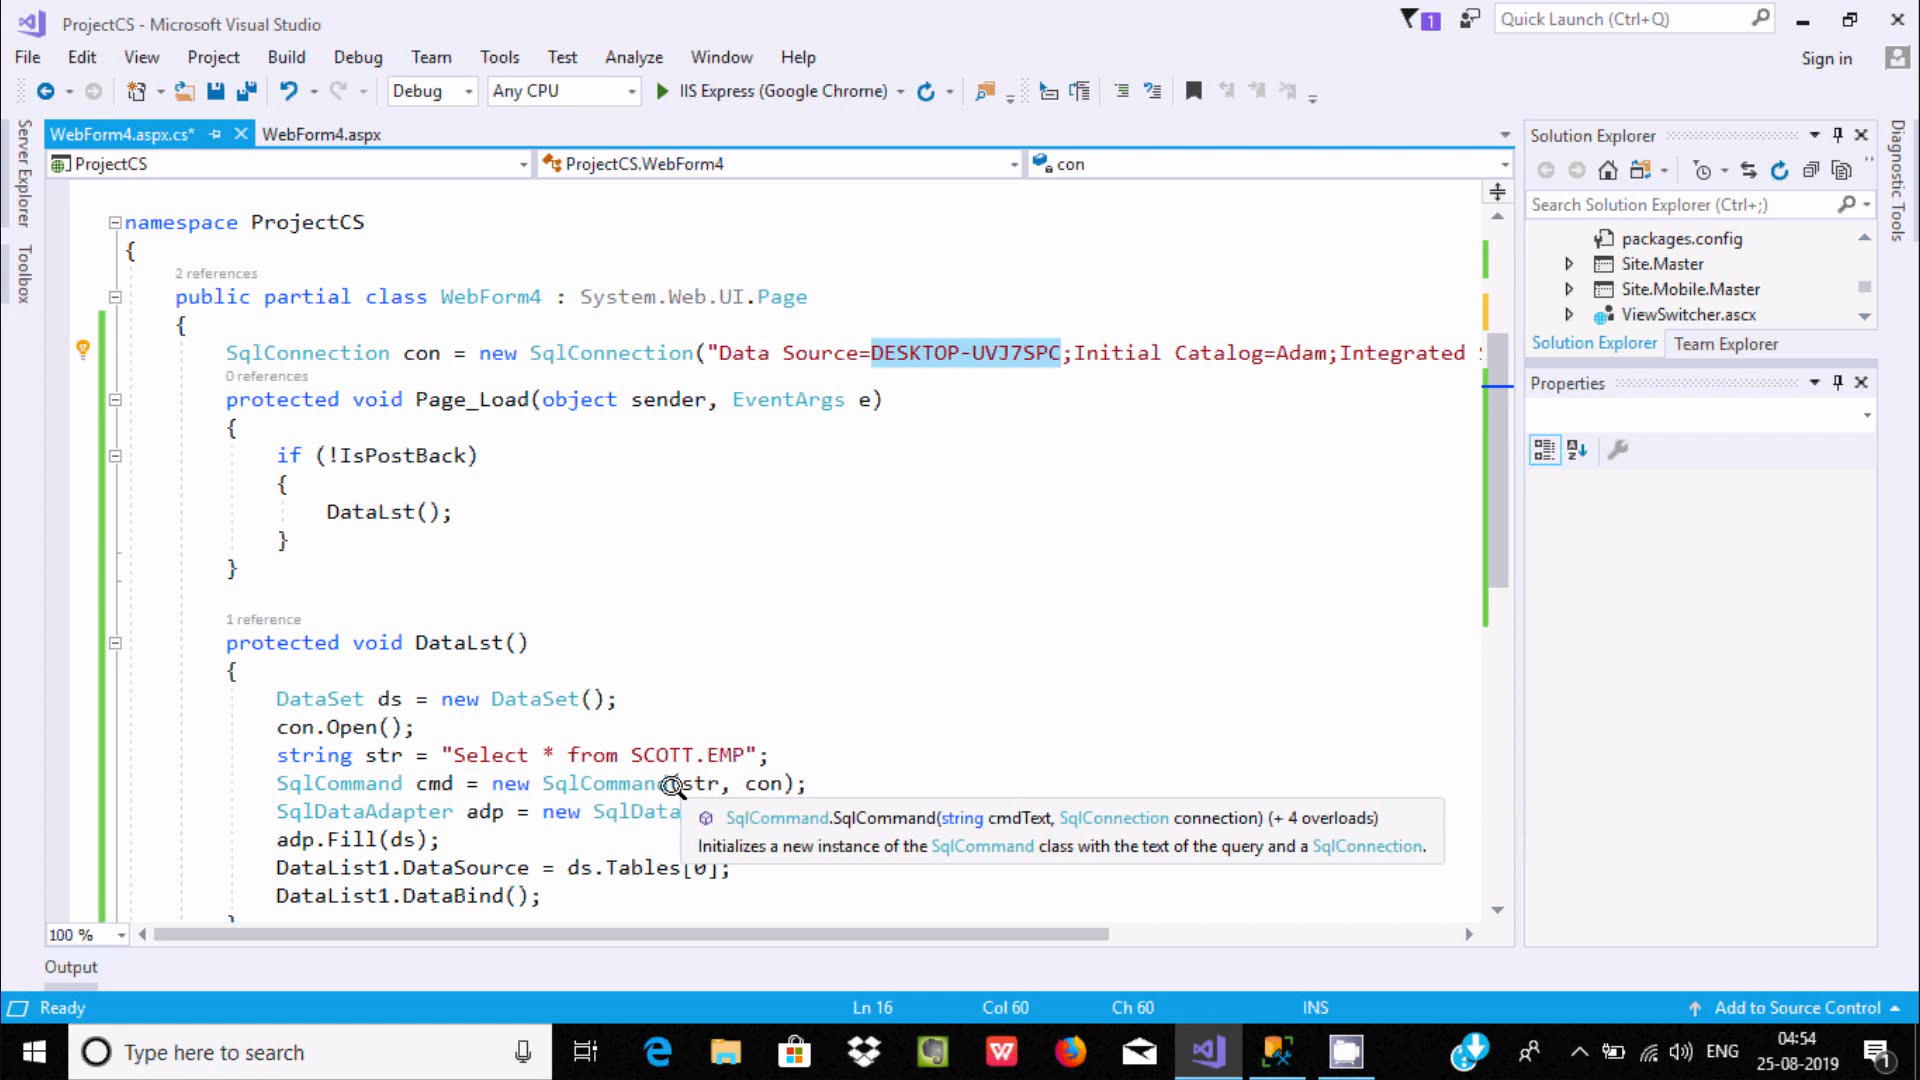 ProjectCS - Microsoft Visual Studio
1
Quick Launch (Ctrl+Q)
File Edit View Project Build Debug Team Tools Test Analyze Window Help
Sign in
Debug Any CPU IIS Express (Google Chrome)
Server Explorer
Toolbox
WebForm4.aspx.cs* WebForm4.aspx
ProjectCS ProjectCS.WebForm4 con
namespace ProjectCS
{
2 references
public partial class WebForm4 : System.Web.UI.Page
{
SqlConnection con = new SqlConnection("Data Source=DESKTOP-UVJ7SPC;Initial Catalog=Adam;Integrated
0 references
protected void Page_Load(object sender, EventArgs e)
{
if (!IsPostBack)
{
DataLst();
}
}
1 reference
protected void DataLst()
{
DataSet ds = new DataSet();
con.Open();
string str = "Select * from SCOTT.EMP";
SqlCommand cmd = new SqlCommand(str, con);
SqlDataAdapter adp = new SqlData
SqlCommand.SqlCommand(string cmdText, SqlConnection connection) (+ 4 overloads)
Initializes a new instance of the SqlCommand class with the text of the query and a SqlConnection.
adp.Fill(ds);
DataList1.DataSource = ds.Tables[0];
DataList1.DataBind();
}
100 %
Output
Solution Explorer
Search Solution Explorer (Ctrl+;)
packages.config
Site.Master
Site.Mobile.Master
ViewSwitcher.ascx
Solution Explorer Team Explorer
Properties
Diagnostic Tools
Ready Ln 16 Col 60 Ch 60 INS Add to Source Control
Type here to search
ENG
04:54
25-08-2019
1